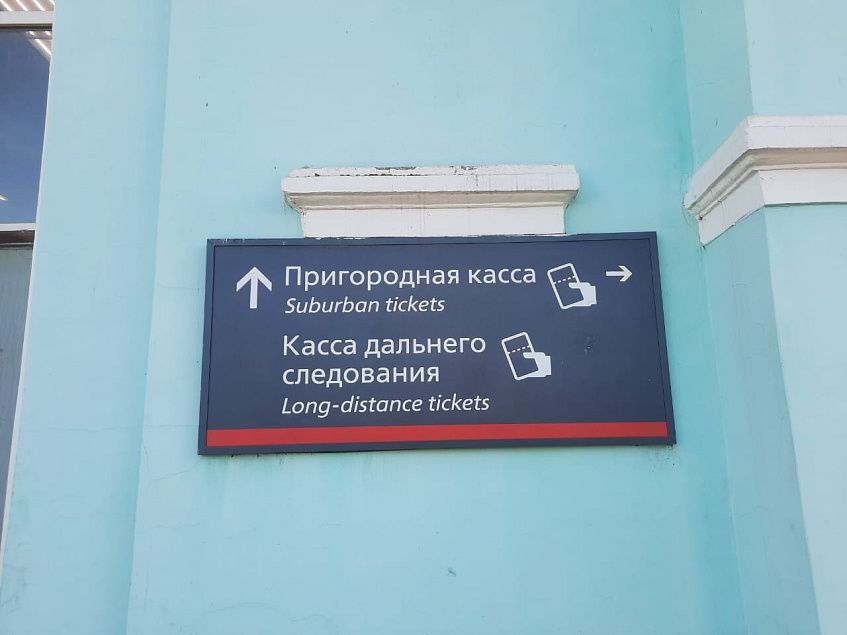 Пригородная касса
Suburban tickets
Касса дальнего
следования
Long-distance tickets